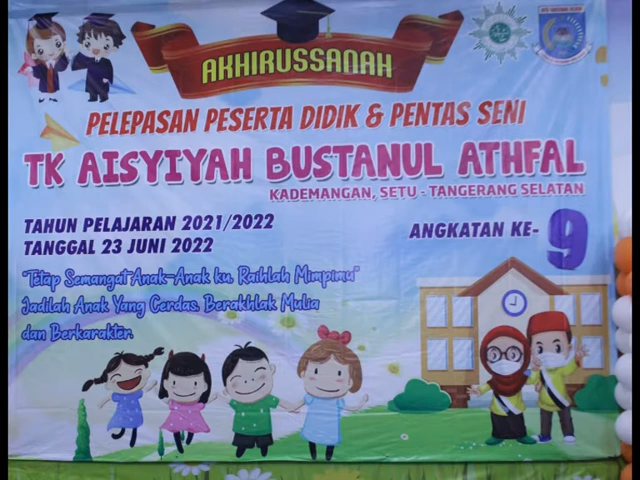 AKHIRUSSANAH
PELEPASAN PESERTA DIDIK & PENTAS SENI
TK AISYIYAH BUSTANUL ATHFAL
KADEMANGAN, SETU - TANGERANG SELATAN
TAHUN PELAJARAN 2021/2022
TANGGAL 23 JUNI 2022
ANGKATAN KE- 9
"Tetap Semangat Anak-Anak ku, Raihlah Mimpimu"
Jadilah Anak Yang Cerdas, Berakhlak Mulia
dan Berkarakter.